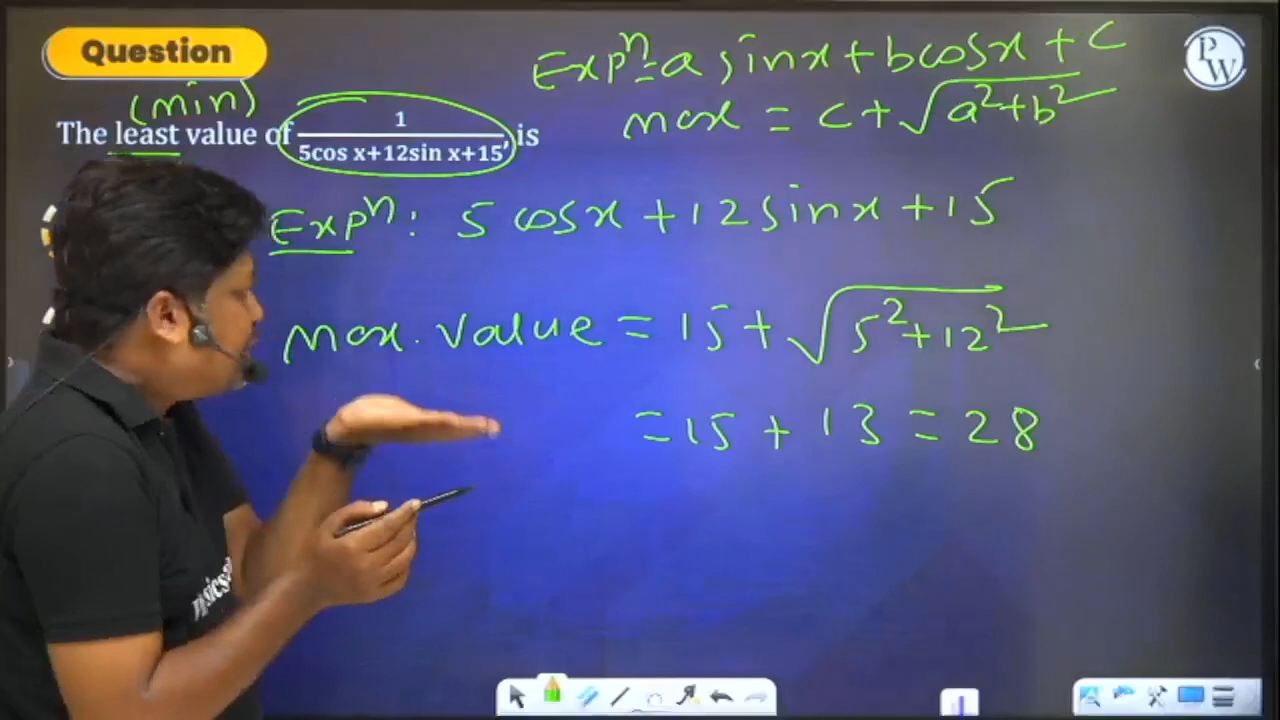 Question
Expⁿ = a sinx + b cosx + c
PW
(min)
max = c + √a²+b²
The least value of 1/5cos x+12sin x+15, is
Expⁿ: 5 cosx + 12 sinx + 15
max. value = 15 + √5²+12²
= 15 + 13 = 28